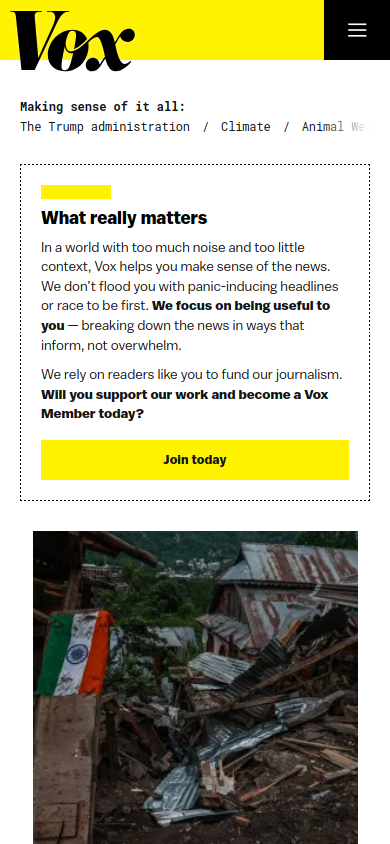 Vox
Making sense of it all:
The Trump administration / Climate / Animal We
What really matters
In a world with too much noise and too little
context, Vox helps you make sense of the news.
We don't flood you with panic-inducing headlines
or race to be first. We focus on being useful to
you — breaking down the news in ways that
inform, not overwhelm.
We rely on readers like you to fund our journalism.
Will you support our work and become a Vox
Member today?
Join today